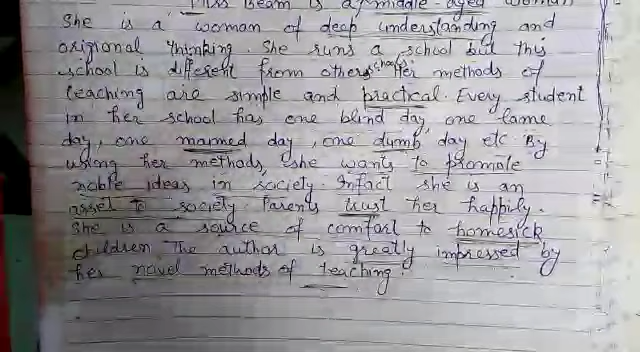 Miss Beam is a middle aged woman
She is a woman of deep understanding and
original thinking. She runs a school but this
school is different from other schools. Her methods of
teaching are simple and practical. Every student
in her school has one blind day, one lame
day, one maimed day, one dumb day etc. By
using her methods, she wants to promote
noble ideas in society. Infact she is an
asset to society. Parents trust her happily.
She is a source of comfort to homesick
children. The author is greatly impressed by
her novel methods of teaching